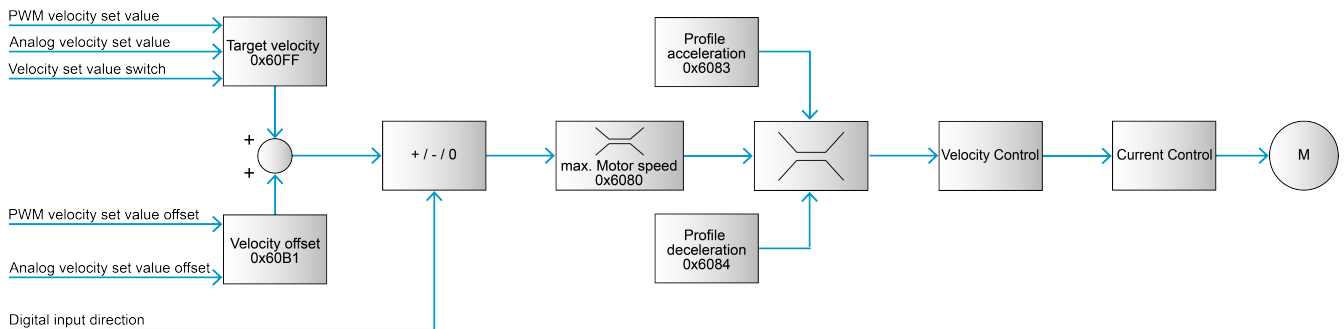 PWM velocity set value
Analog velocity set value
Velocity set value switch
Target velocity
0x60FF
+
+
PWM velocity set value offset
Analog velocity set value offset
Velocity offset
0x60B1
Digital input direction
+ / - / 0
max. Motor speed
0x6080
Profile
acceleration
0x6083
Profile
deceleration
0x6084
Velocity Control
Current Control
M